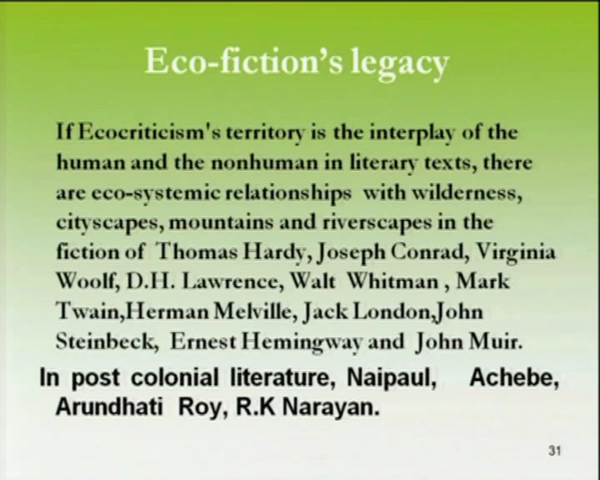 Eco-fiction’s legacy
If Ecocriticism's territory is the interplay of the
human and the nonhuman in literary texts, there
are eco-systemic relationships with wilderness,
cityscapes, mountains and riverscapes in the
fiction of Thomas Hardy, Joseph Conrad, Virginia
Woolf, D.H. Lawrence, Walt Whitman , Mark
Twain,Herman Melville, Jack London,John
Steinbeck, Ernest Hemingway and John Muir.
In post colonial literature, Naipaul, Achebe,
Arundhati Roy, R.K Narayan.
31